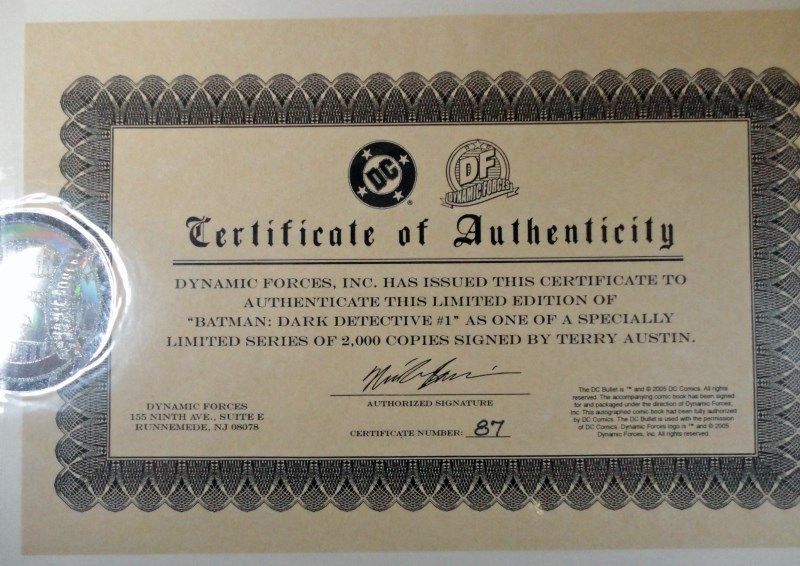 DC
®
DF
DYNAMIC FORCES
Certificate of Authenticity
DYNAMIC FORCES, INC. HAS ISSUED THIS CERTIFICATE TO
AUTHENTICATE THIS LIMITED EDITION OF
"BATMAN: DARK DETECTIVE #1" AS ONE OF A SPECIALLY
LIMITED SERIES OF 2,000 COPIES SIGNED BY TERRY AUSTIN.
AUTHORIZED SIGNATURE
DYNAMIC FORCES
155 NINTH AVE., SUITE E
RUNNEMEDE, NJ 08078
CERTIFICATE NUMBER: 87
The DC Bullet is ™ and © 2005 DC Comics. All rights
reserved. The accompanying comic book has been signed
for and packaged under the direction of Dynamic Forces,
Inc. This autographed comic book had been fully authorized
by DC Comics. The DC Bullet is used with the permission
of DC Comics. Dynamic Forces logo is ™ and © 2005
Dynamic Forces, Inc. All rights reserved.